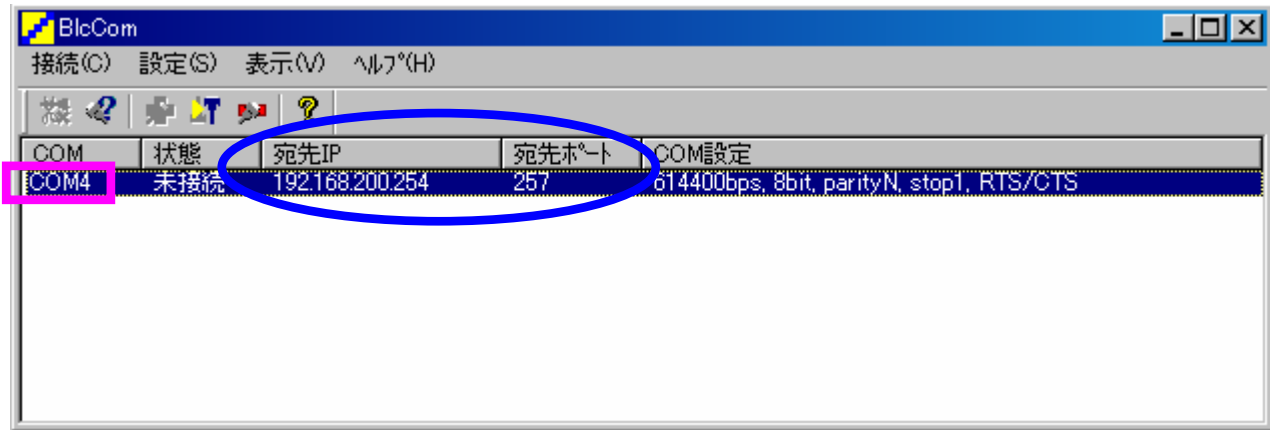 BlcCom
接続(C) 設定(S) 表示(V) ﾍﾙﾌﾟ(H)
COM 状態 宛先IP 宛先ﾎﾟｰﾄ COM設定
COM4 未接続 192.168.200.254 257 614400bps, 8bit, parityN, stop1, RTS/CTS